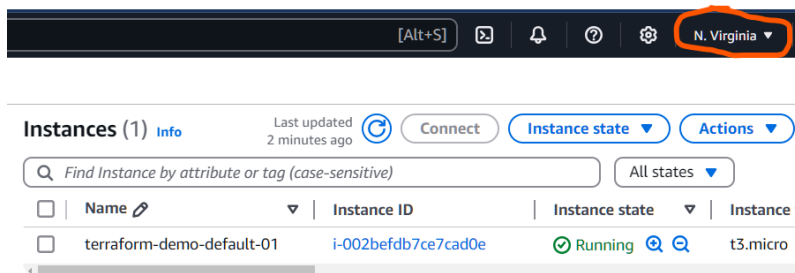 [Alt+S] N. Virginia
Instances (1) Info Last updated 2 minutes ago Connect Instance state Actions
Find Instance by attribute or tag (case-sensitive) All states
Name Instance ID Instance state Instance
terraform-demo-default-01 i-002befdb7ce7cad0e Running t3.micro